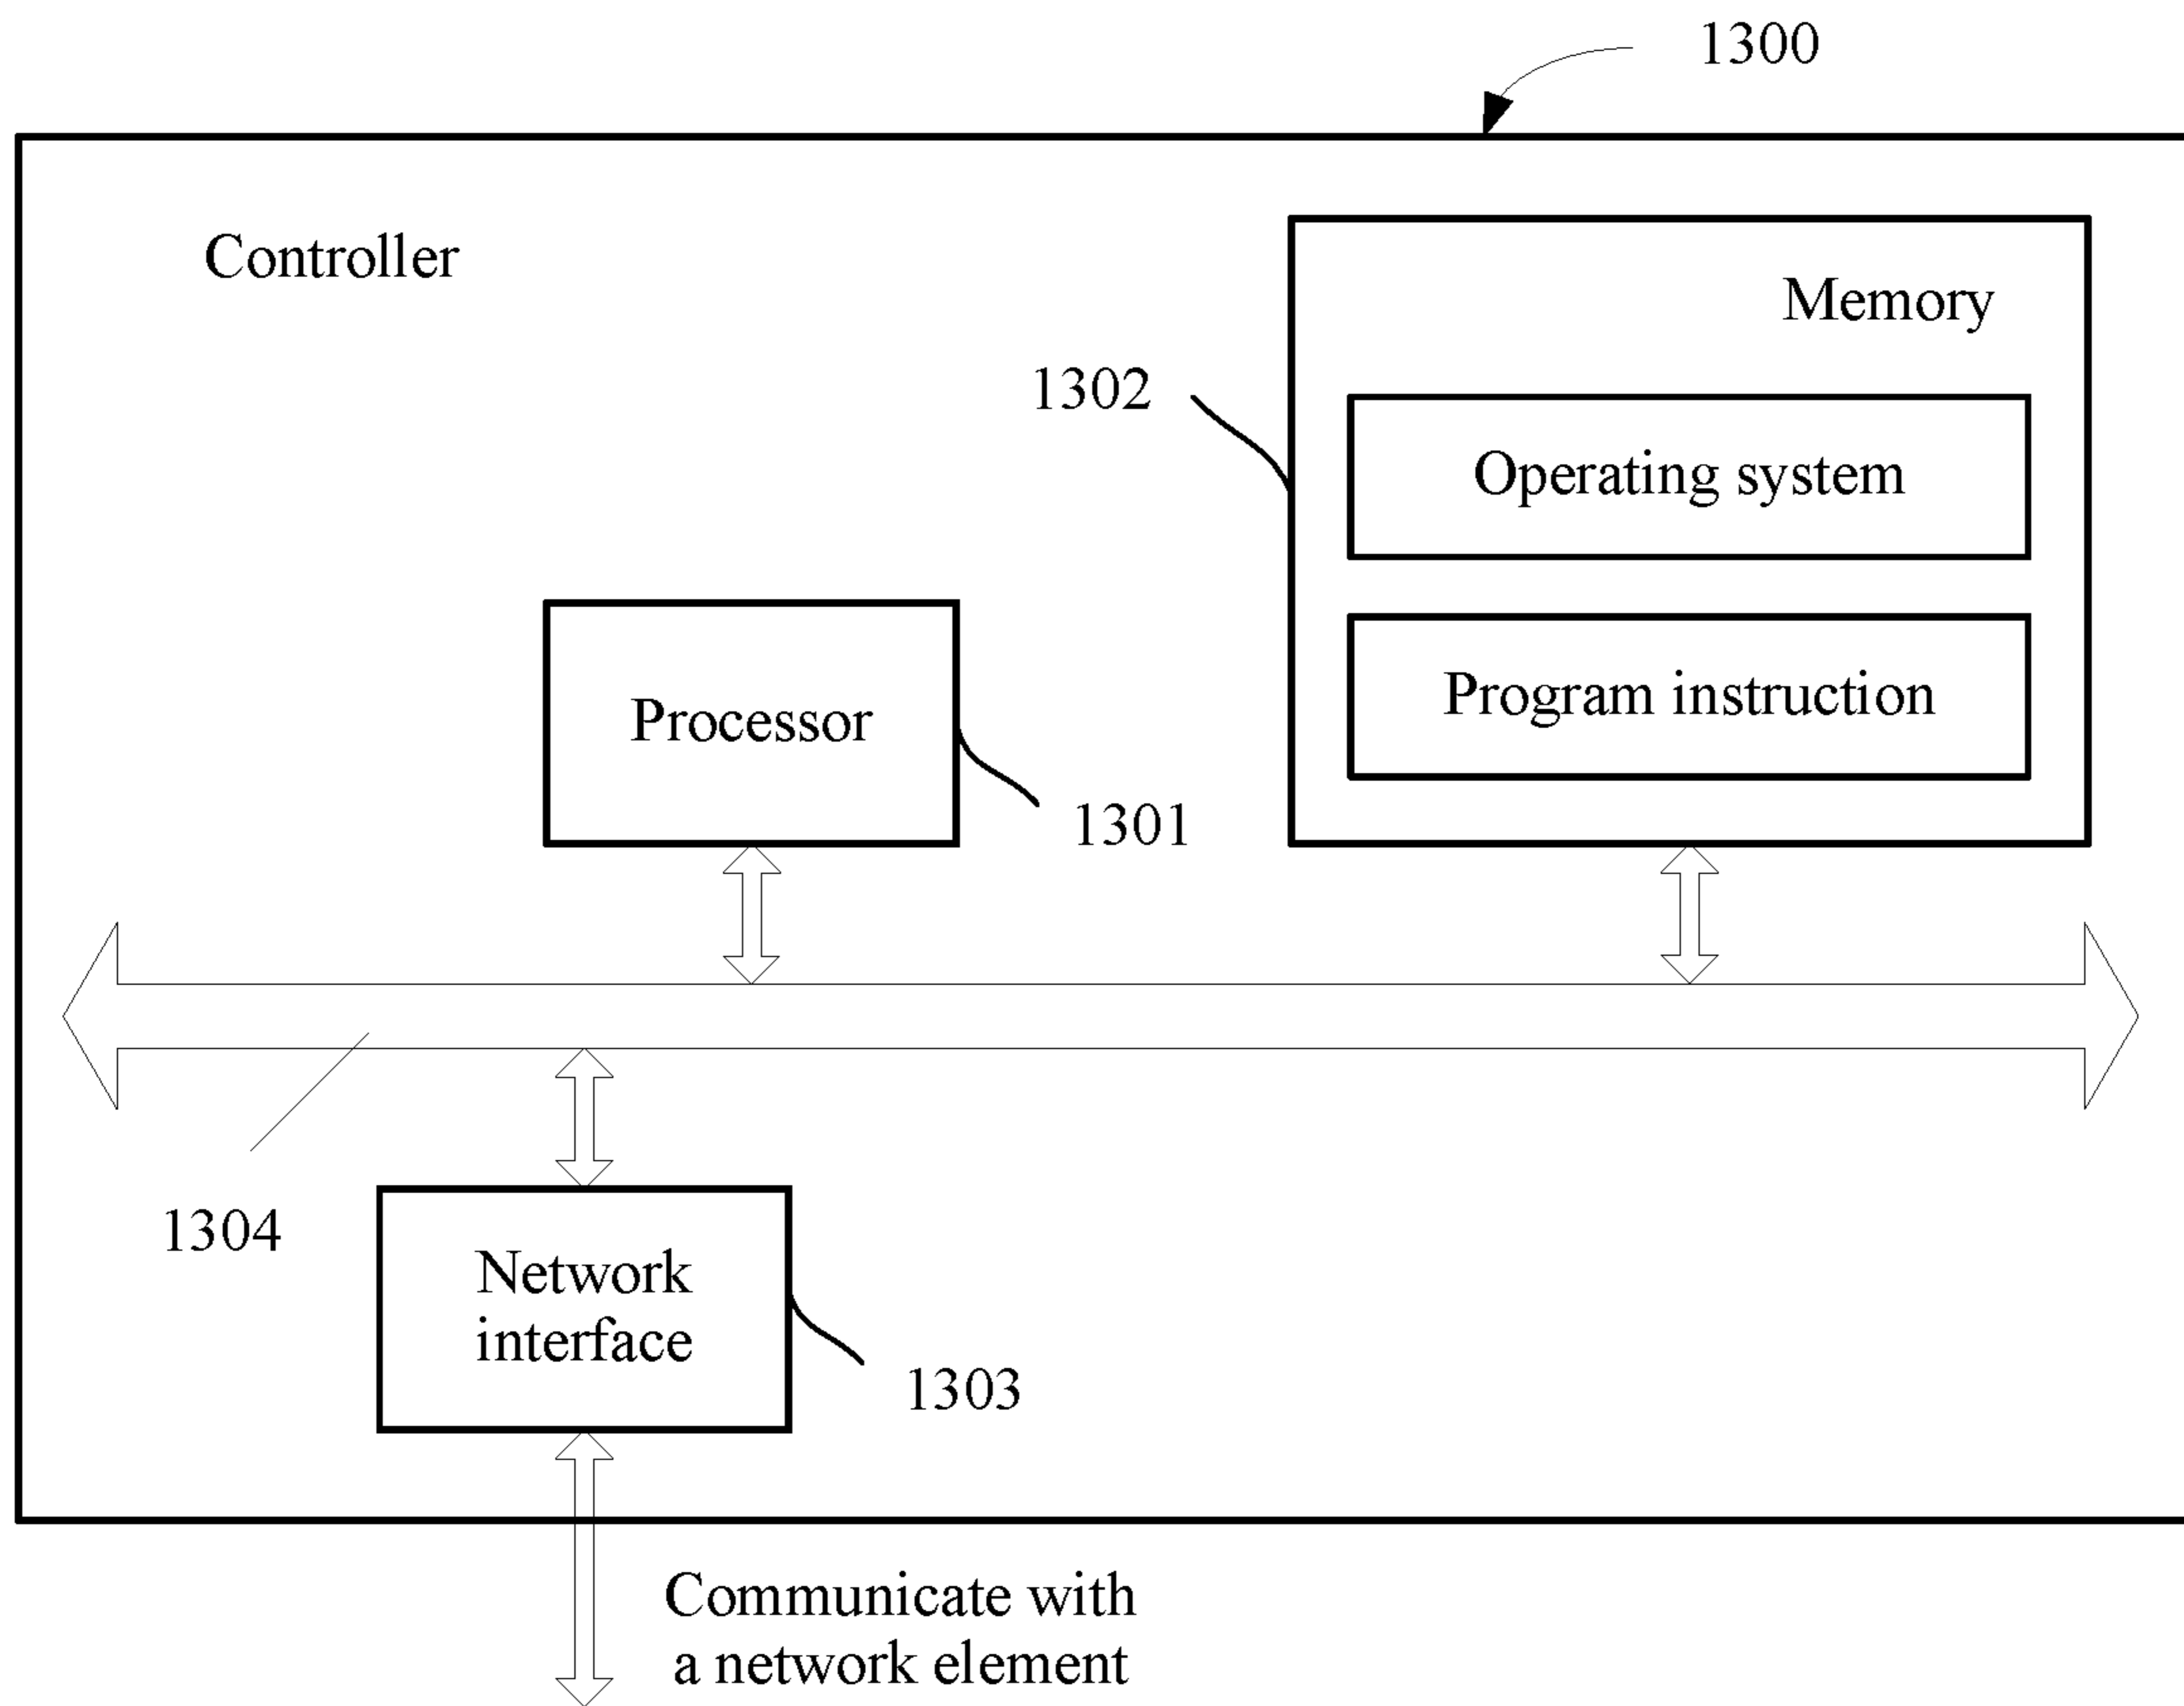 1300
Controller
Memory
1302
Operating system
Program instruction
Processor
1301
1304
Network
interface
1303
Communicate with
a network element